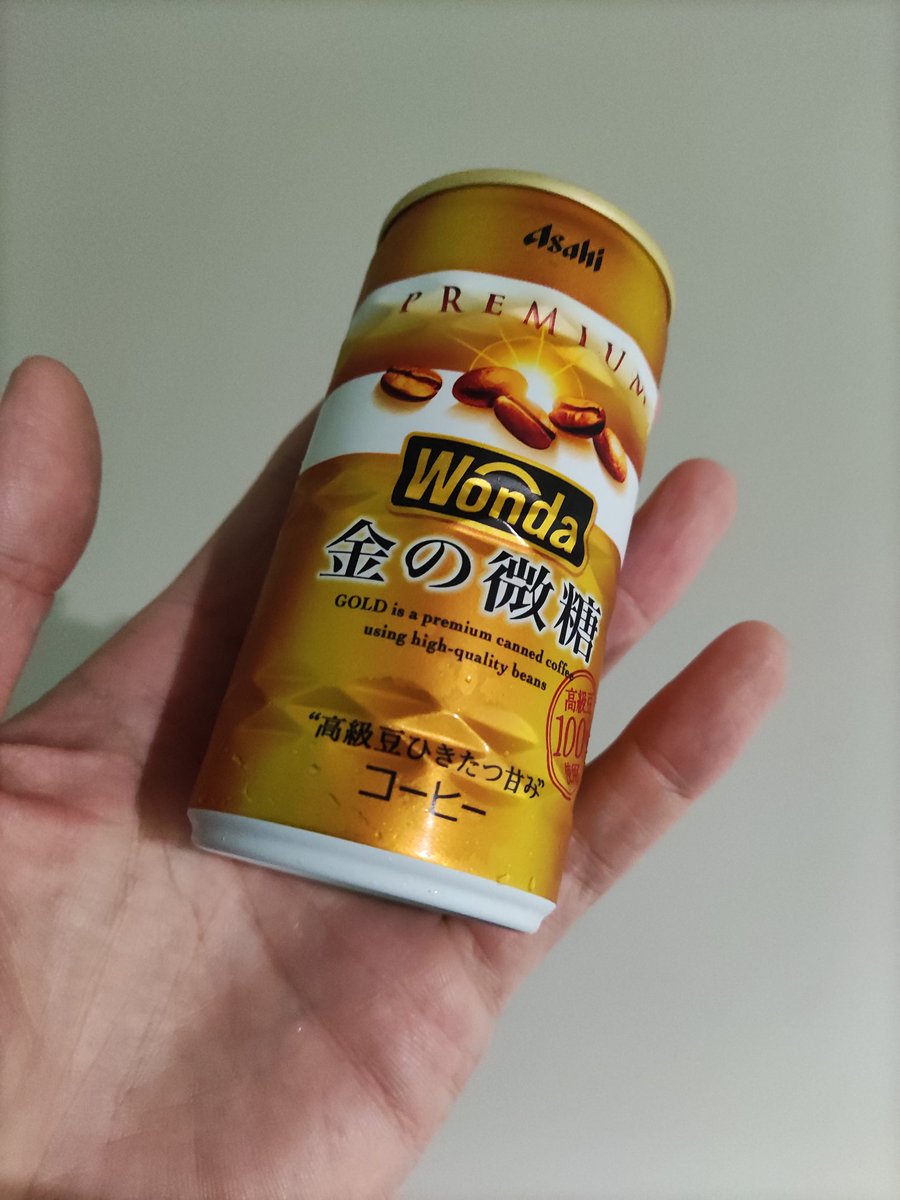 Asahi
PREMIUM
Wonda
金の微糖
GOLD is a premium canned coffee
using high-quality beans
高級豆
100
"高級豆ひきたつ甘み"
コーヒー